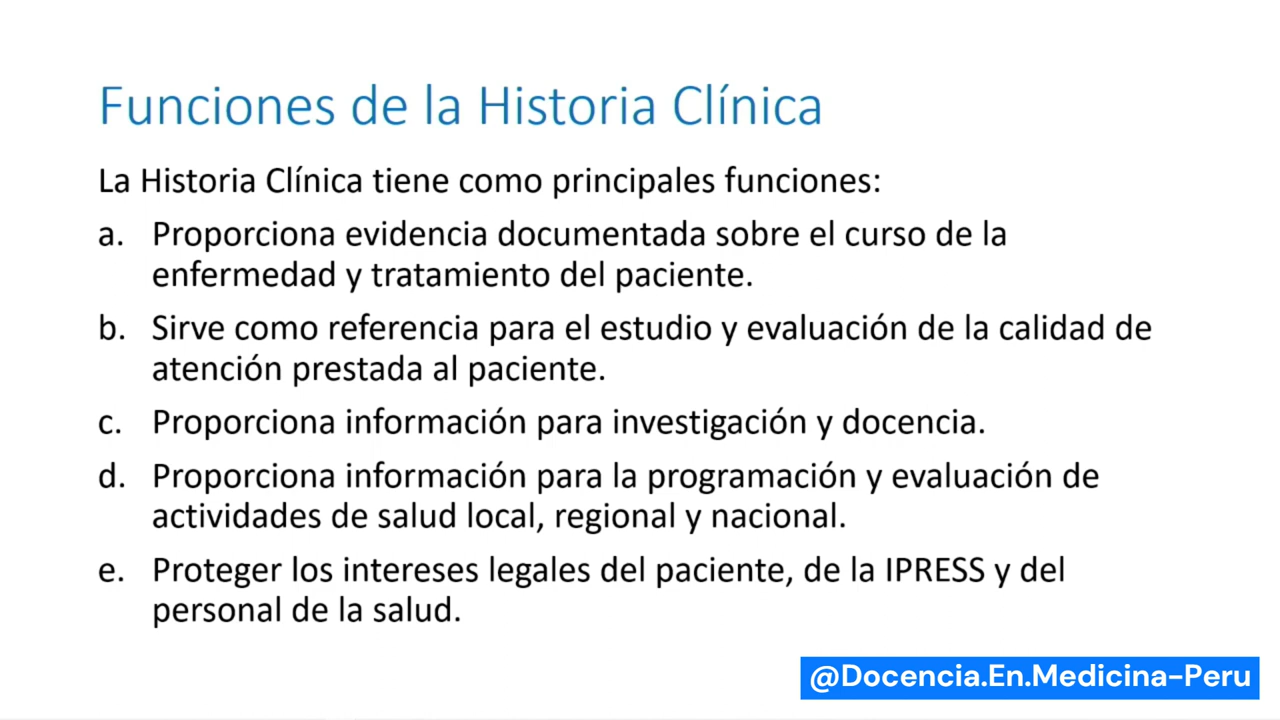 Funciones de la Historia Clínica
La Historia Clínica tiene como principales funciones:
a. Proporciona evidencia documentada sobre el curso de la
enfermedad y tratamiento del paciente.
b. Sirve como referencia para el estudio y evaluación de la calidad de
atención prestada al paciente.
c. Proporciona información para investigación y docencia.
d. Proporciona información para la programación y evaluación de
actividades de salud local, regional y nacional.
e. Proteger los intereses legales del paciente, de la IPRESS y del
personal de la salud.
@Docencia.En.Medicina-Peru